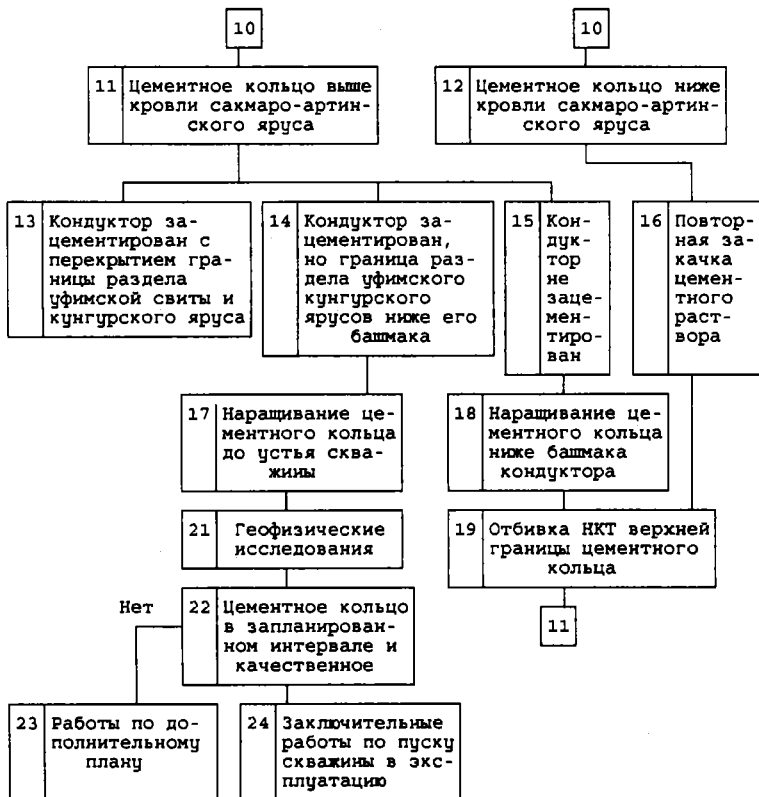 10
10
11 Цементное кольцо выше
кровли сакмаро-артин-
ского яруса
12 Цементное кольцо ниже
кровли сакмаро-артин-
ского яруса
13 Кондуктор за-
цементирован с
перекрытием гра-
ницы раздела
уфимской свиты и
кунгурского яруса
14 Кондуктор за-
цементирован,
но граница раз-
дела уфимского
кунгурского
ярусов ниже его
башмака
15 Кон-
дук-
тор
не
заце-
мен-
тиро-
ван
16 Повтор-
ная за-
качка
цемен-
тного
раст-
вора
17 Наращивание це-
ментного кольца
до устья сква-
жины
18 Наращивание це-
ментного кольца
ниже башмака
кондуктора
21 Геофизические
исследования
19 Отбивка НКТ верхней
границы цементного
кольца
Нет
22 Цементное кольцо
в запланирован-
ном интервале и
качественное
11
23 Работы по до-
полнительному
плану
24 Заключительные
работы по пуску
скважины в экс-
плуатацию